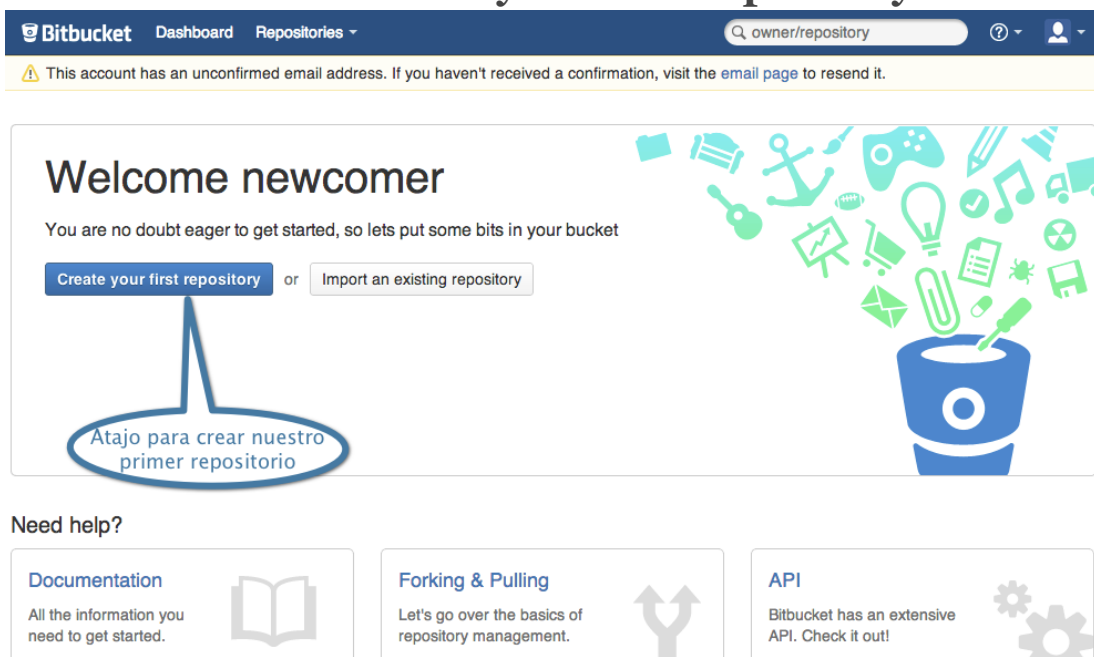 Bitbucket Dashboard Repositories owner/repository
This account has an unconfirmed email address. If you haven't received a confirmation, visit the email page to resend it.
Welcome newcomer
You are no doubt eager to get started, so lets put some bits in your bucket
Create your first repository or Import an existing repository
Atajo para crear nuestro
primer repositorio
Need help?
Documentation
All the information you
need to get started.
Forking & Pulling
Let's go over the basics of
repository management.
API
Bitbucket has an extensive
API. Check it out!